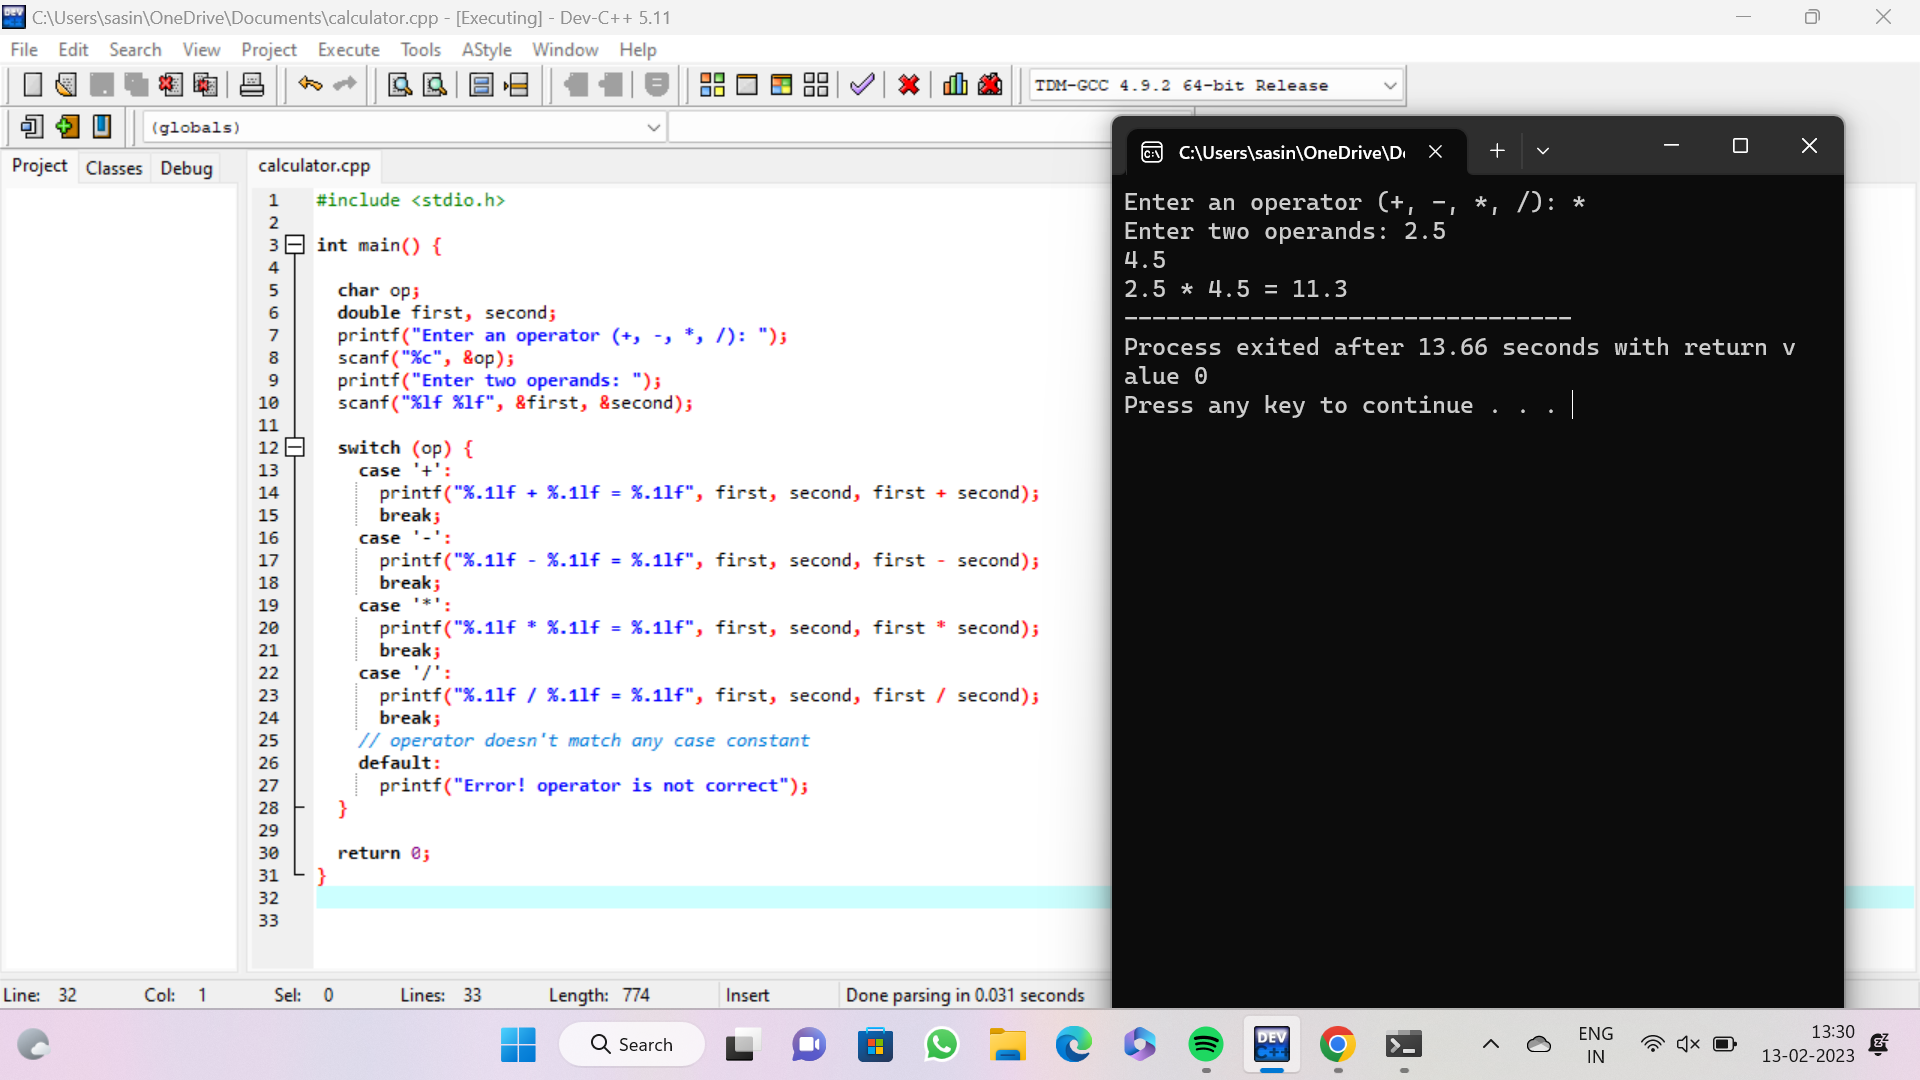 C:\Users\sasin\OneDrive\Documents\calculator.cpp - [Executing] - Dev-C++ 5.11
File Edit Search View Project Execute Tools AStyle Window Help
TDM-GCC 4.9.2 64-bit Release
(globals)
Project Classes Debug
calculator.cpp
1 #include <stdio.h>
2
3 int main() {
4
5 char op;
6 double first, second;
7 printf("Enter an operator (+, -, *, /): ");
8 scanf("%c", &op);
9 printf("Enter two operands: ");
10 scanf("%lf %lf", &first, &second);
11
12 switch (op) {
13 case '+':
14 printf("%.1lf + %.1lf = %.1lf", first, second, first + second);
15 break;
16 case '-':
17 printf("%.1lf - %.1lf = %.1lf", first, second, first - second);
18 break;
19 case '*':
20 printf("%.1lf * %.1lf = %.1lf", first, second, first * second);
21 break;
22 case '/':
23 printf("%.1lf / %.1lf = %.1lf", first, second, first / second);
24 break;
25 // operator doesn't match any case constant
26 default:
27 printf("Error! operator is not correct");
28 }
29
30 return 0;
31 }
32
33
C:\Users\sasin\OneDrive\D
Enter an operator (+, -, *, /): *
Enter two operands: 2.5
4.5
2.5 * 4.5 = 11.3
--------------------------------
Process exited after 13.66 seconds with return v
alue 0
Press any key to continue . . .
Line: 32 Col: 1 Sel: 0 Lines: 33 Length: 774 Insert Done parsing in 0.031 seconds
Search
DEV C++
ENG
IN
13:30
13-02-2023